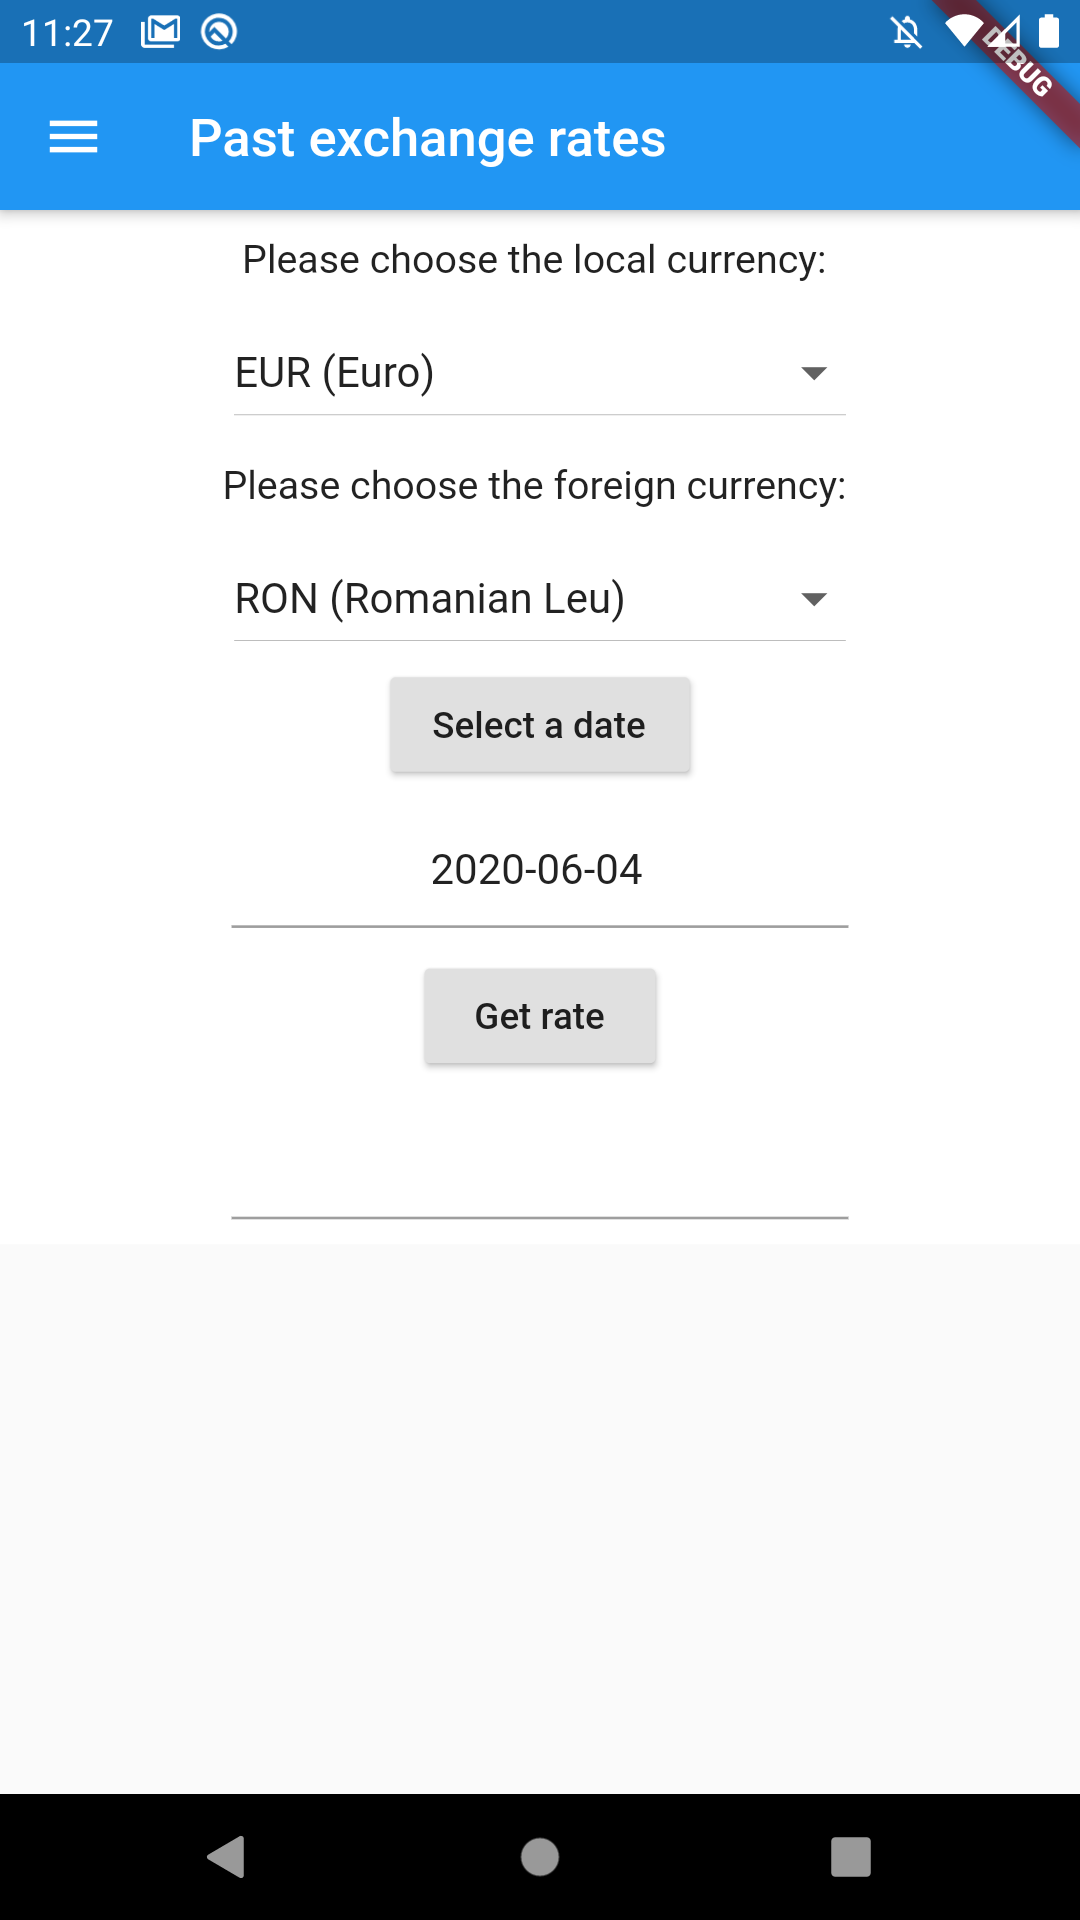 11:27
DEBUG
Past exchange rates
Please choose the local currency:
EUR (Euro)
Please choose the foreign currency:
RON (Romanian Leu)
Select a date
2020-06-04
Get rate